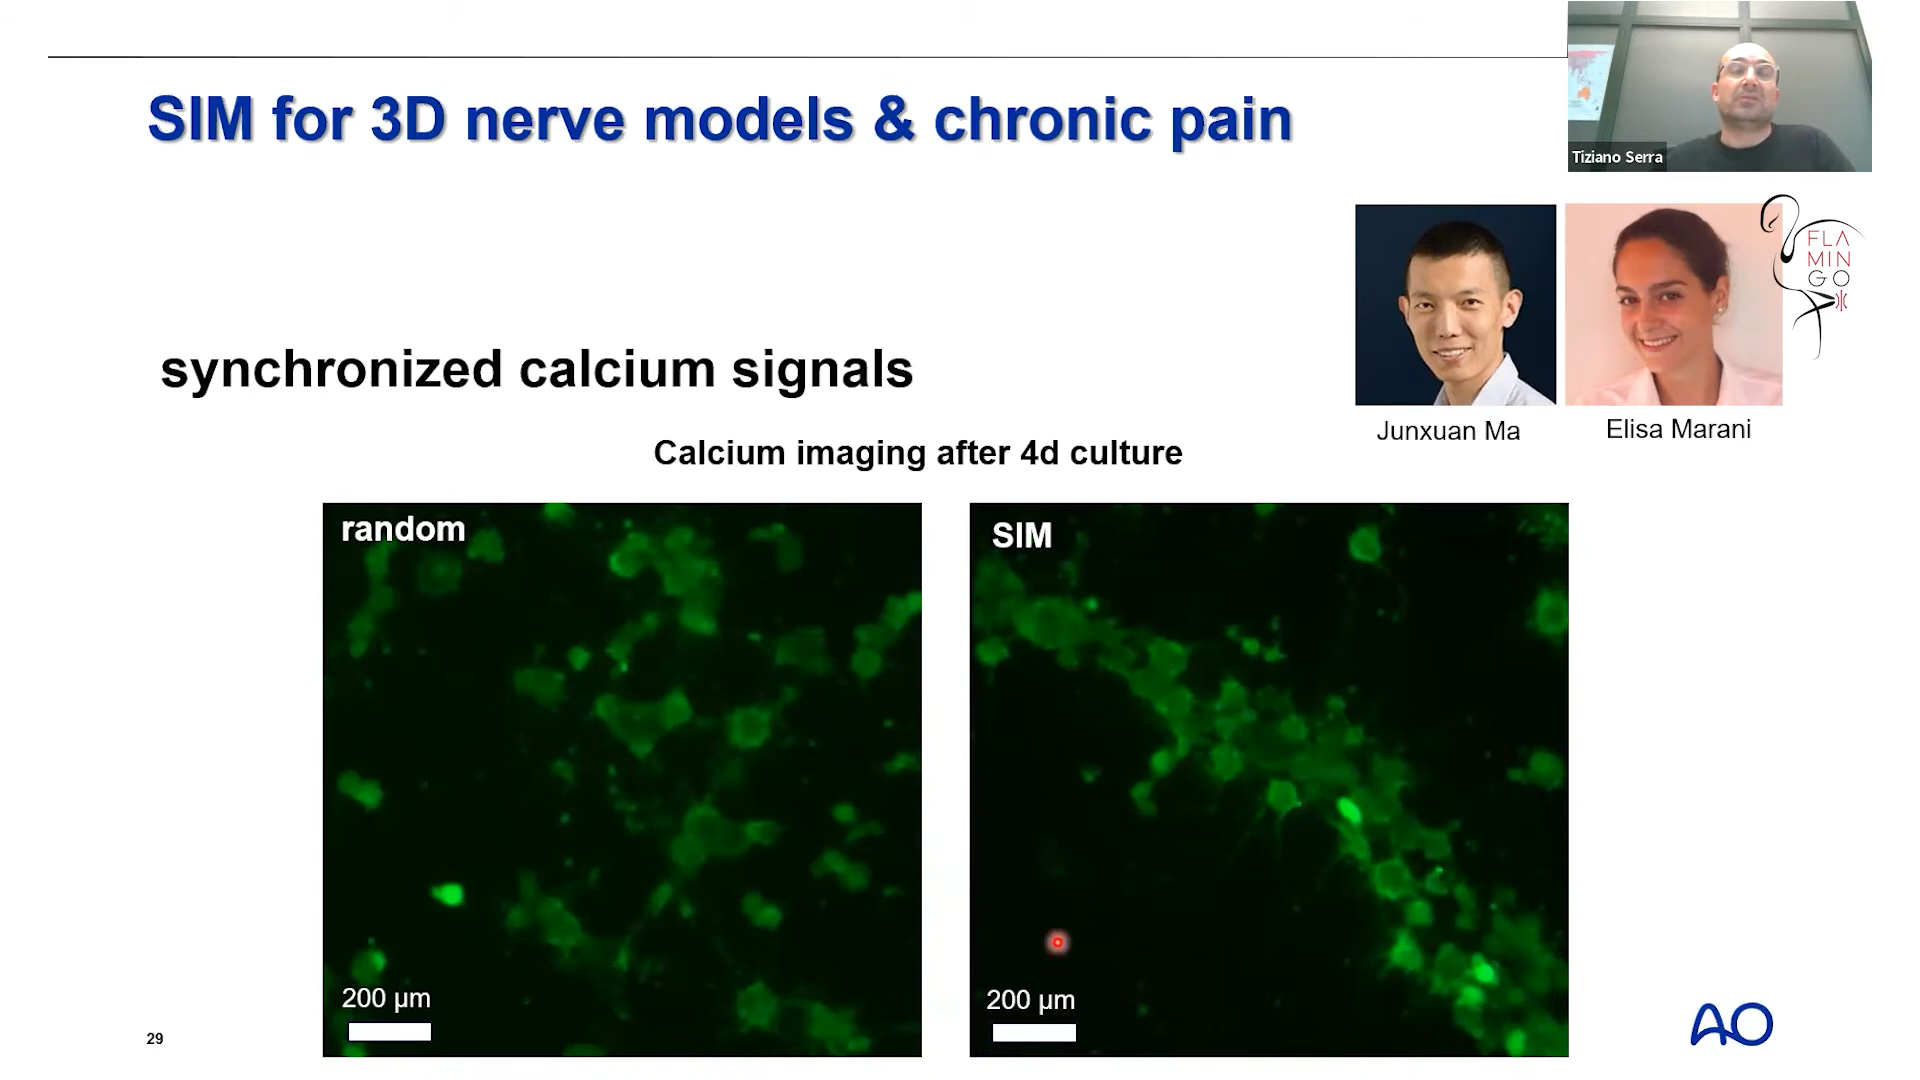 SIM for 3D nerve models & chronic pain
Tiziano Serra
FLA
MIN
GO
synchronized calcium signals
Junxuan Ma
Elisa Marani
Calcium imaging after 4d culture
random
SIM
200 µm
200 µm
29
AO